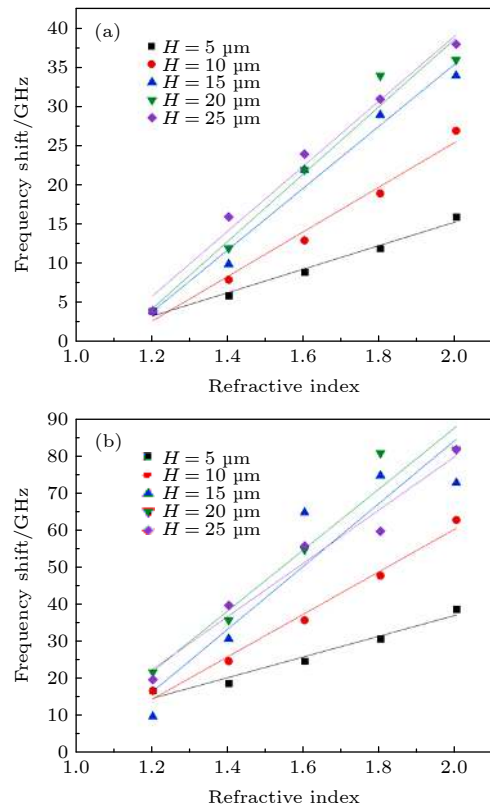 (a)
H = 5 µm
H = 10 µm
H = 15 µm
H = 20 µm
H = 25 µm
40
35
30
25
20
15
10
5
0
Frequency shift/GHz
1.0 1.2 1.4 1.6 1.8 2.0
Refractive index
(b)
H = 5 µm
H = 10 µm
H = 15 µm
H = 20 µm
H = 25 µm
90
80
70
60
50
40
30
20
10
0
Frequency shift/GHz
1.0 1.2 1.4 1.6 1.8 2.0
Refractive index